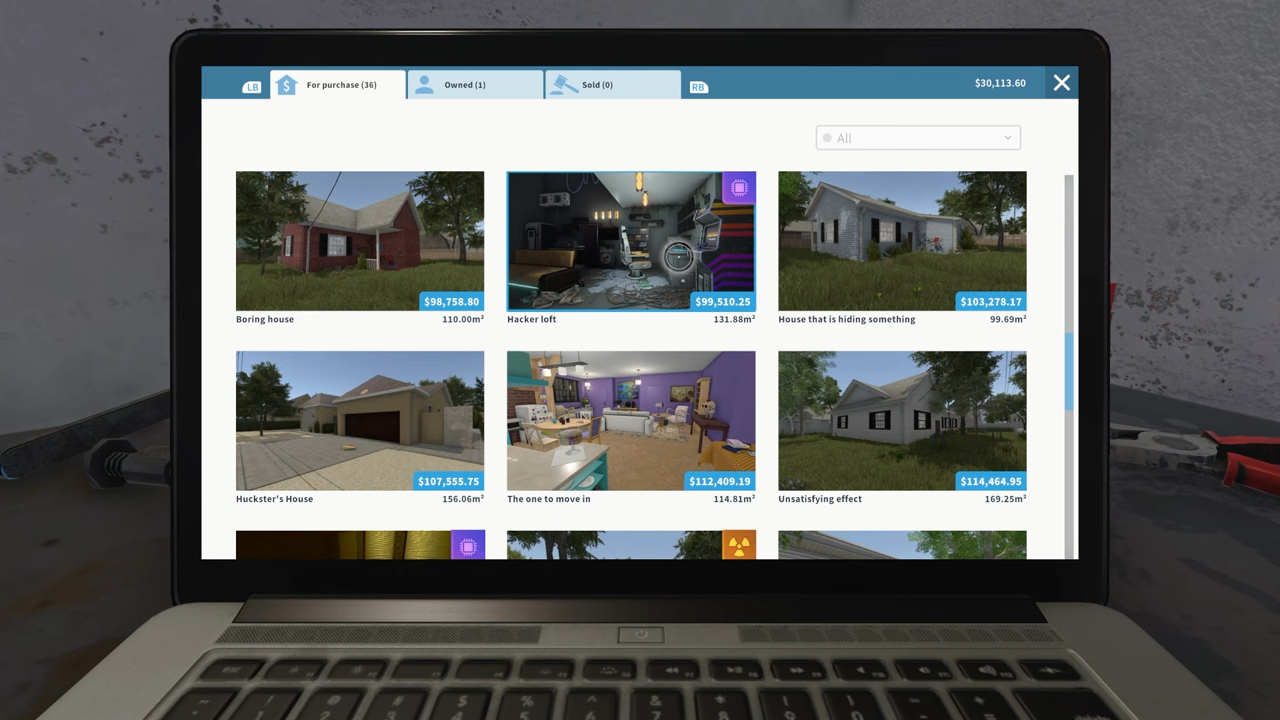 LB
For purchase (36)
Owned (1)
Sold (0)
RB
$30,113.60
All
$98,758.80
Boring house
110.00m²
$99,510.25
Hacker loft
131.88m²
$103,278.17
House that is hiding something
99.69m²
$107,555.75
Huckster's House
156.06m²
$112,409.19
The one to move in
114.81m²
$114,464.95
Unsatisfying effect
169.25m²